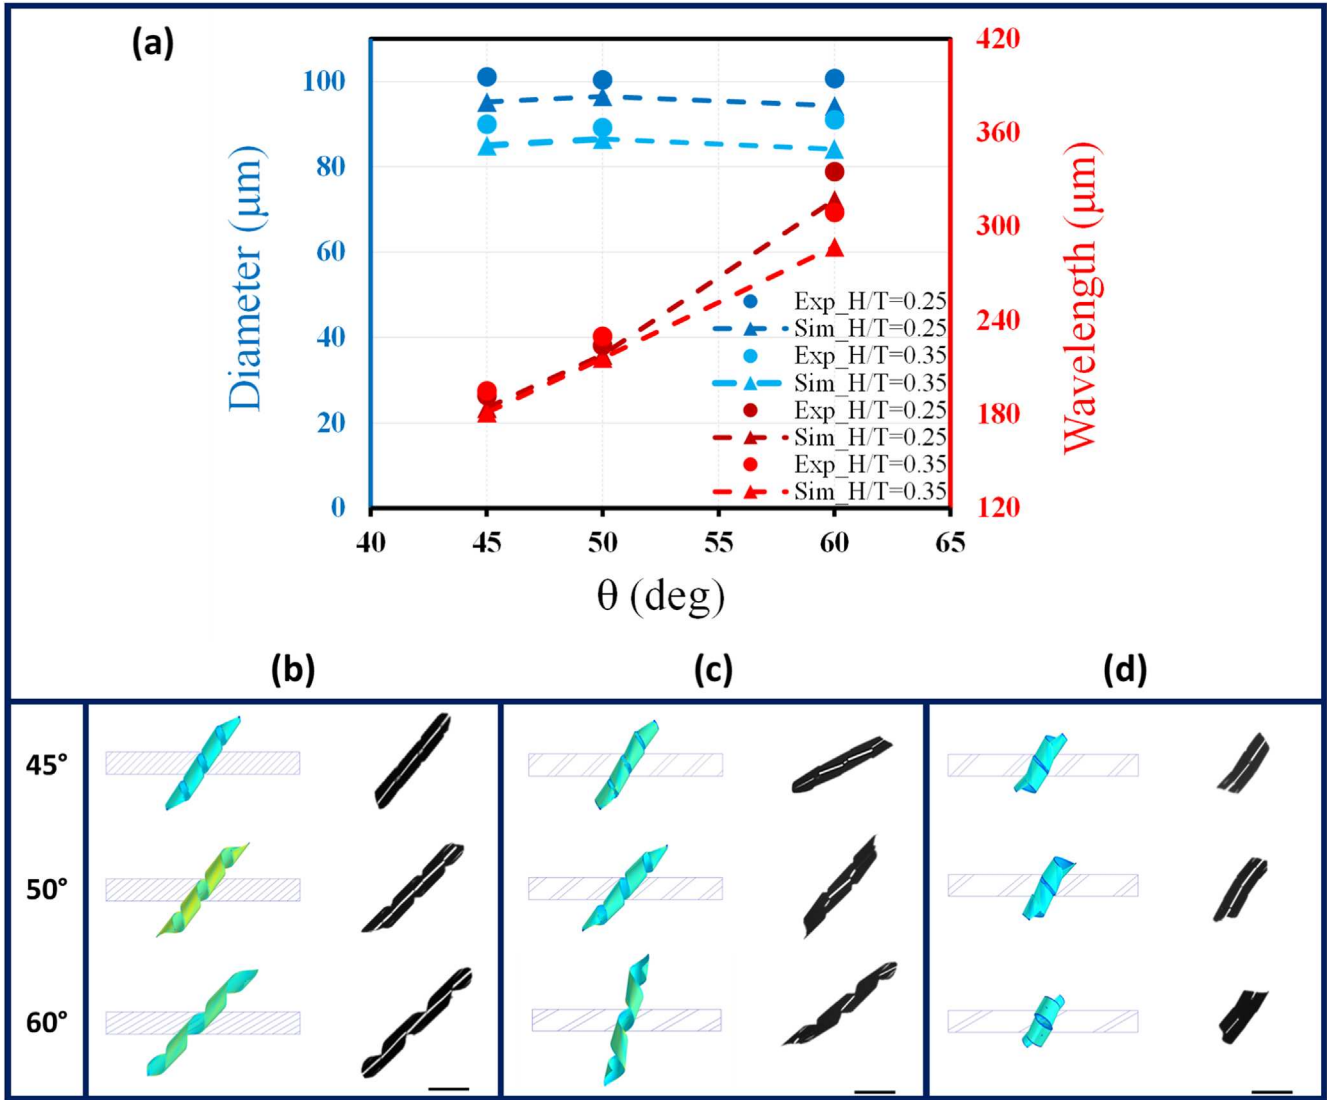 (a)
420
100
360
80
300
60
240
40
180
20
0
120
Diameter (µm)
Wavelength (µm)
Exp_H/T=0.25
Sim_H/T=0.25
Exp_H/T=0.35
Sim_H/T=0.35
Exp_H/T=0.25
Sim_H/T=0.25
Exp_H/T=0.35
Sim_H/T=0.35
40 45 50 55 60 65
θ (deg)
(b) (c) (d)
45°
50°
60°